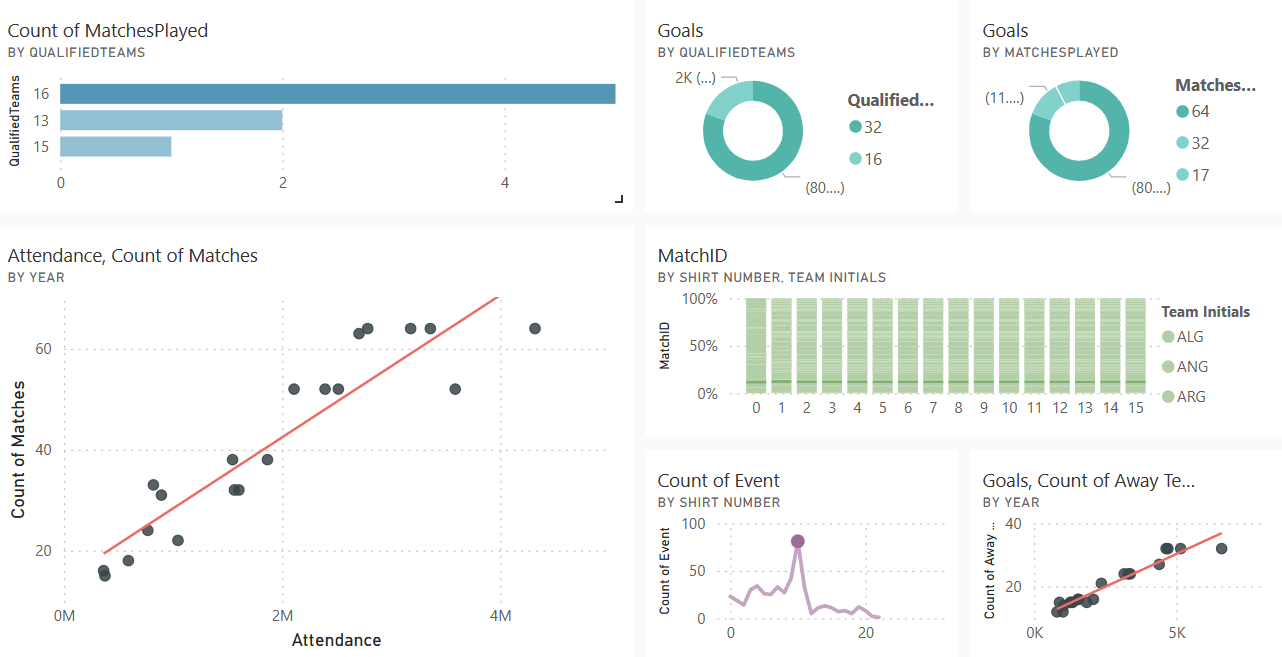 Count of MatchesPlayed
BY QUALIFIEDTEAMS
QualifiedTeams
16
13
15
0 2 4
Goals
BY QUALIFIEDTEAMS
2K (...)
(80....)
Qualified...
32
16
Goals
BY MATCHESPLAYED
(11....)
(80....)
Matches...
64
32
17
Attendance, Count of Matches
BY YEAR
Count of Matches
60
40
20
0M 2M 4M
Attendance
MatchID
BY SHIRT NUMBER, TEAM INITIALS
MatchID
100%
50%
0%
0 1 2 3 4 5 6 7 8 9 10 11 12 13 14 15
Team Initials
ALG
ANG
ARG
Count of Event
BY SHIRT NUMBER
Count of Event
100
50
0
0 20
Goals, Count of Away Te...
BY YEAR
Count of Away ...
40
20
0K 5K